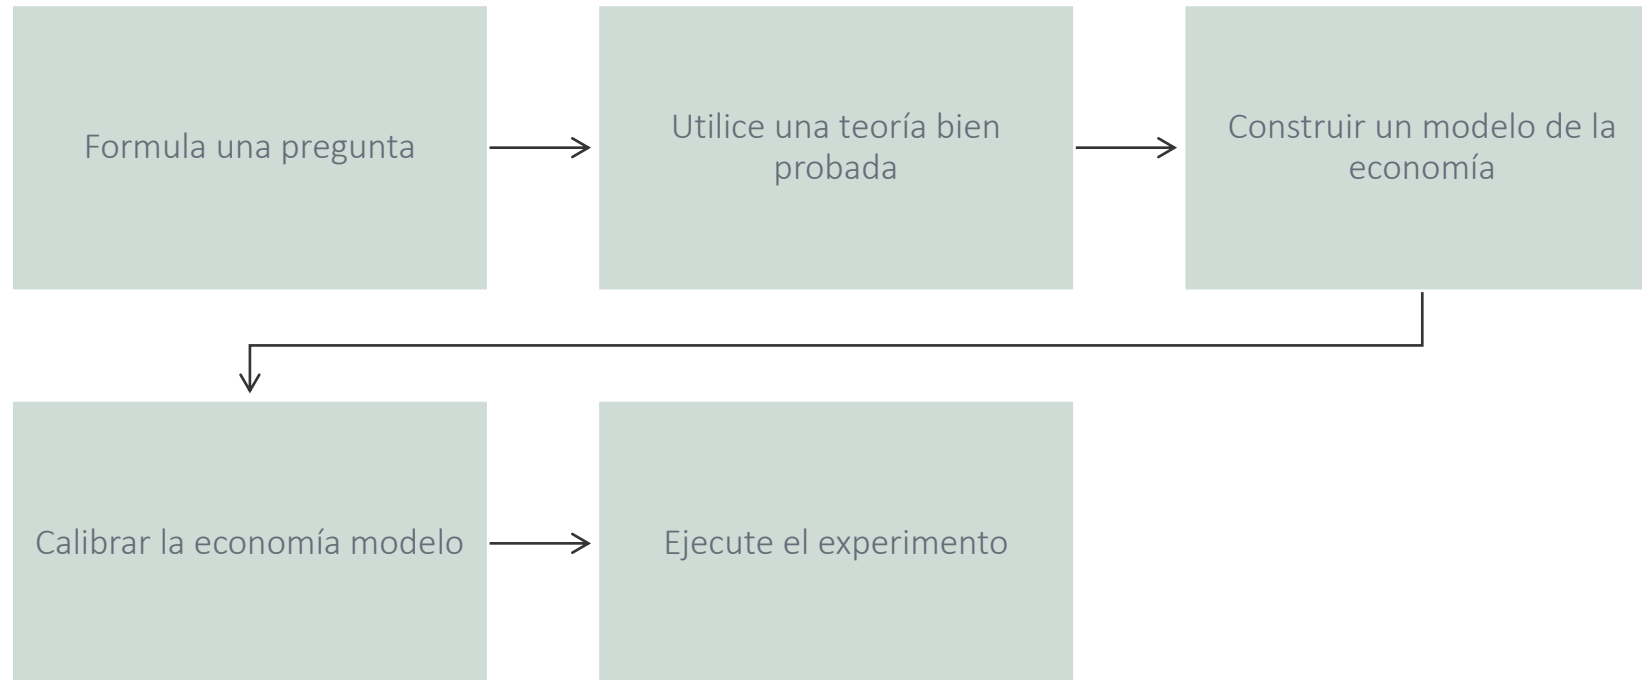 Formula una pregunta
Utilice una teoría bien
probada
Construir un modelo de la
economía
Calibrar la economía modelo
Ejecute el experimento